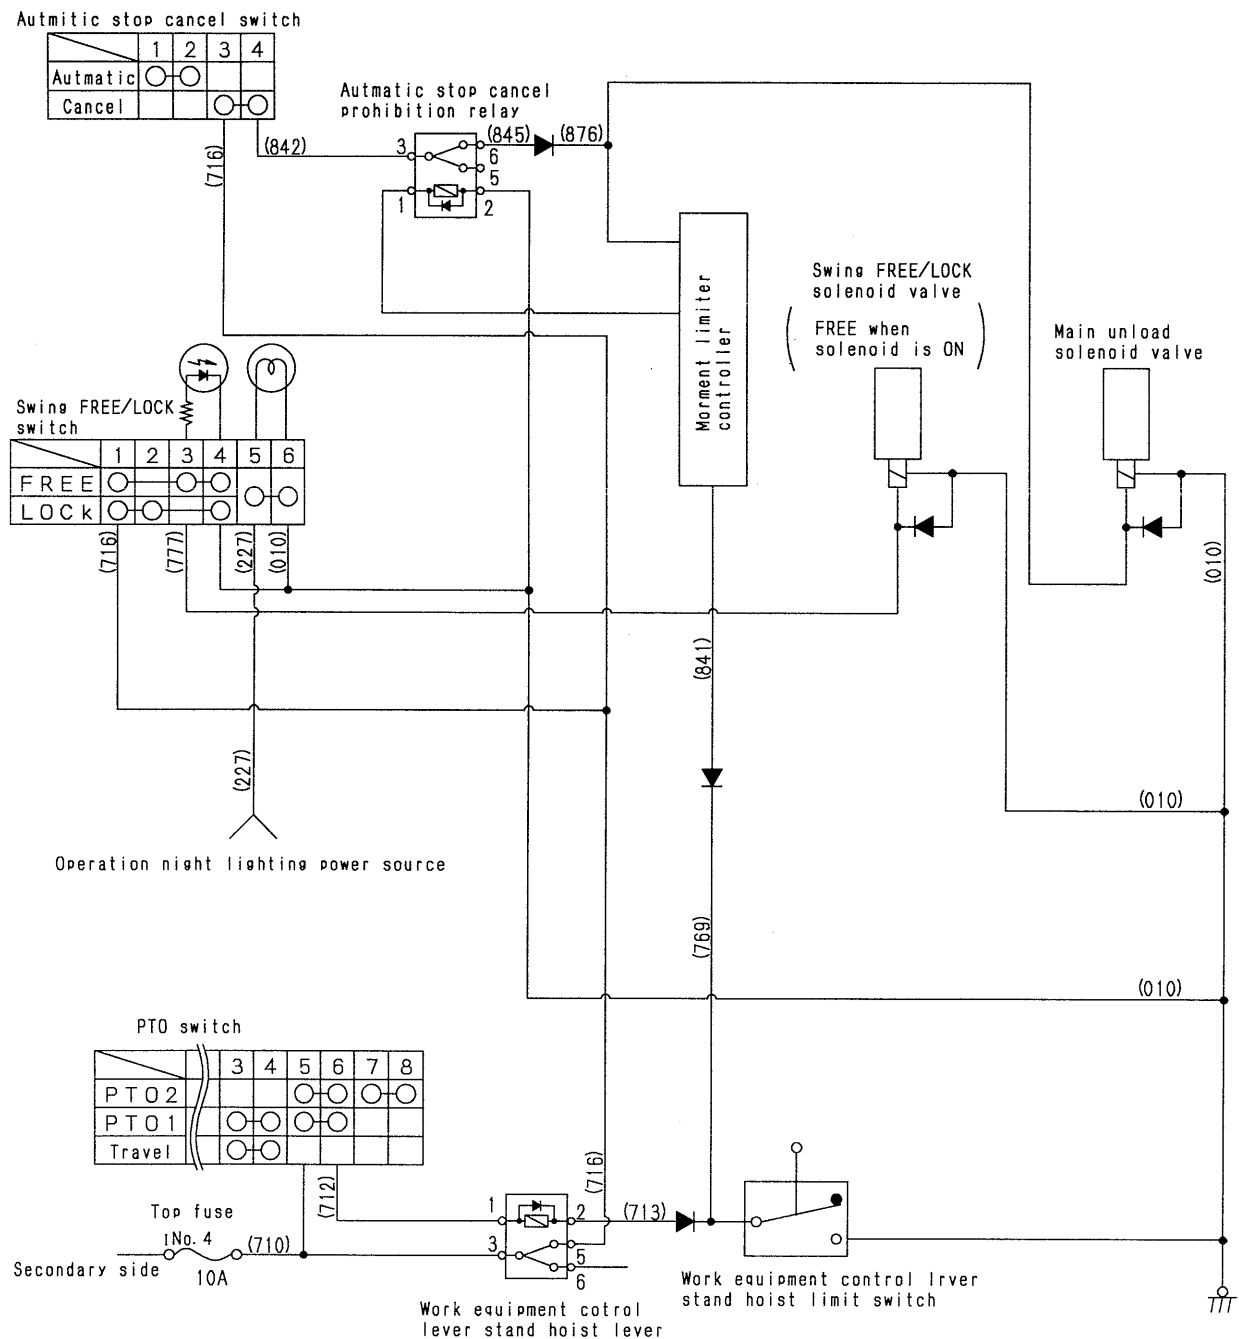 Autmitic stop cancel switch
1 2 3 4
Autmatic
Cancel
Autmatic stop cancel
prohibition relay
(716)
(842)
3
(845)
(876)
6
5
1
2
Morment limiter
controller
Swing FREE/LOCK
solenoid valve
FREE when
solenoid is ON
Main unload
solenoid valve
Swing FREE/LOCK
switch
1 2 3 4 5 6
FREE
LOCk
(716)
(777)
(227)
(010)
(010)
(841)
(227)
(010)
Operation night lighting power source
(769)
(010)
PTO switch
3 4 5 6 7 8
PTO2
PTO1
Travel
(712)
(716)
Top fuse
No. 4
10A
(710)
Secondary side
1
2
3
5
6
(713)
Work equipment cotrol
lever stand hoist lever
Work equipment control lrver
stand hoist limit switch